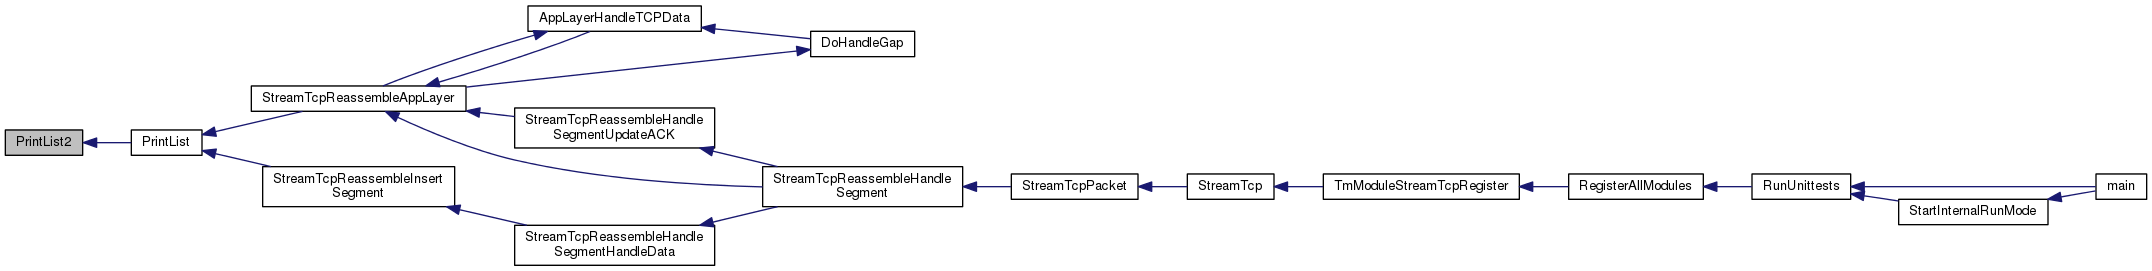 PrintList2
PrintList
StreamTcpReassembleAppLayer
StreamTcpReassembleInsert
Segment
AppLayerHandleTCPData
StreamTcpReassembleHandle
SegmentUpdateACK
StreamTcpReassembleHandle
SegmentHandleData
DoHandleGap
StreamTcpReassembleHandle
Segment
StreamTcpPacket
StreamTcp
TmModuleStreamTcpRegister
RegisterAllModules
RunUnittests
StartInternalRunMode
main